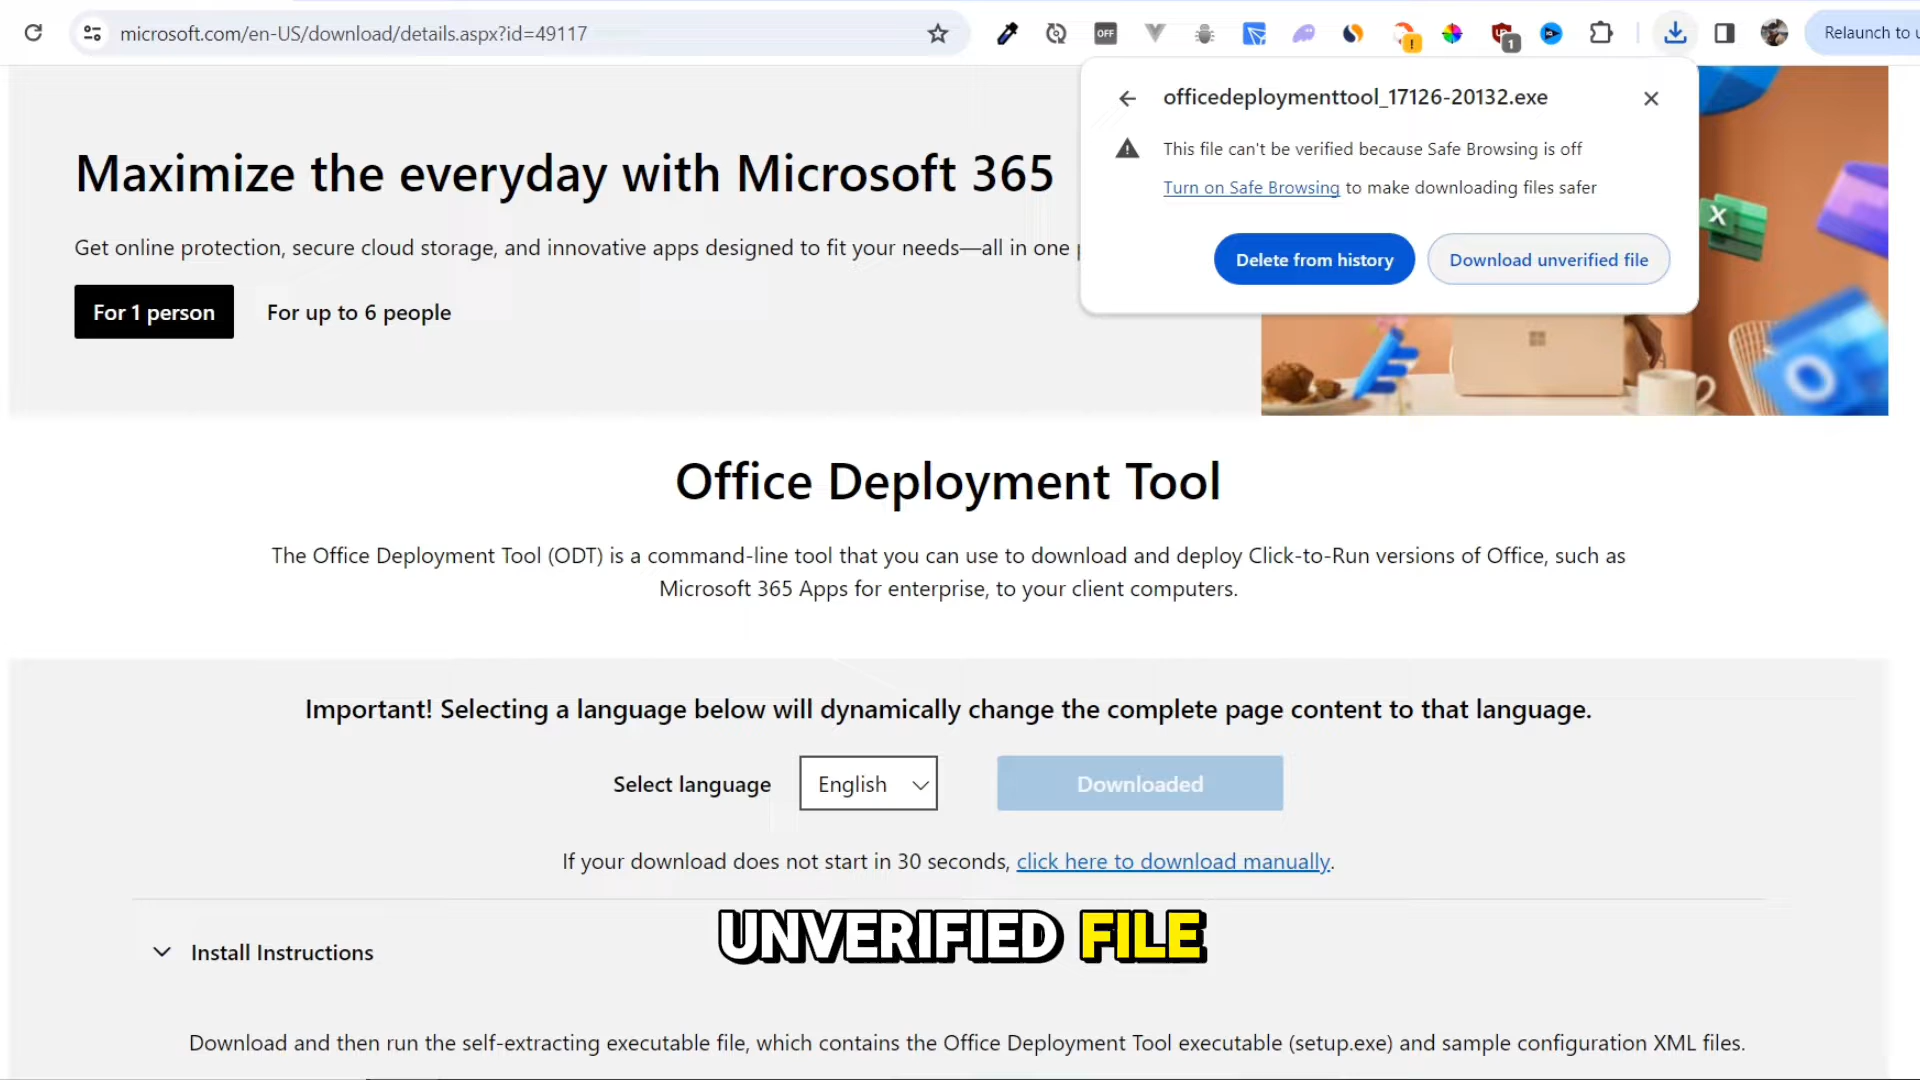 microsoft.com/en-US/download/details.aspx?id=49117
OFF
!
1
Relaunch to u
officedeploymenttool_17126-20132.exe
This file can't be verified because Safe Browsing is off
Turn on Safe Browsing to make downloading files safer
Delete from history
Download unverified file
Maximize the everyday with Microsoft 365
Get online protection, secure cloud storage, and innovative apps designed to fit your needs—all in one p
For 1 person
For up to 6 people
X
O
Office Deployment Tool
The Office Deployment Tool (ODT) is a command-line tool that you can use to download and deploy Click-to-Run versions of Office, such as
Microsoft 365 Apps for enterprise, to your client computers.
Important! Selecting a language below will dynamically change the complete page content to that language.
Select language
English
Downloaded
If your download does not start in 30 seconds, click here to download manually.
UNVERIFIED FILE
Install Instructions
Download and then run the self-extracting executable file, which contains the Office Deployment Tool executable (setup.exe) and sample configuration XML files.